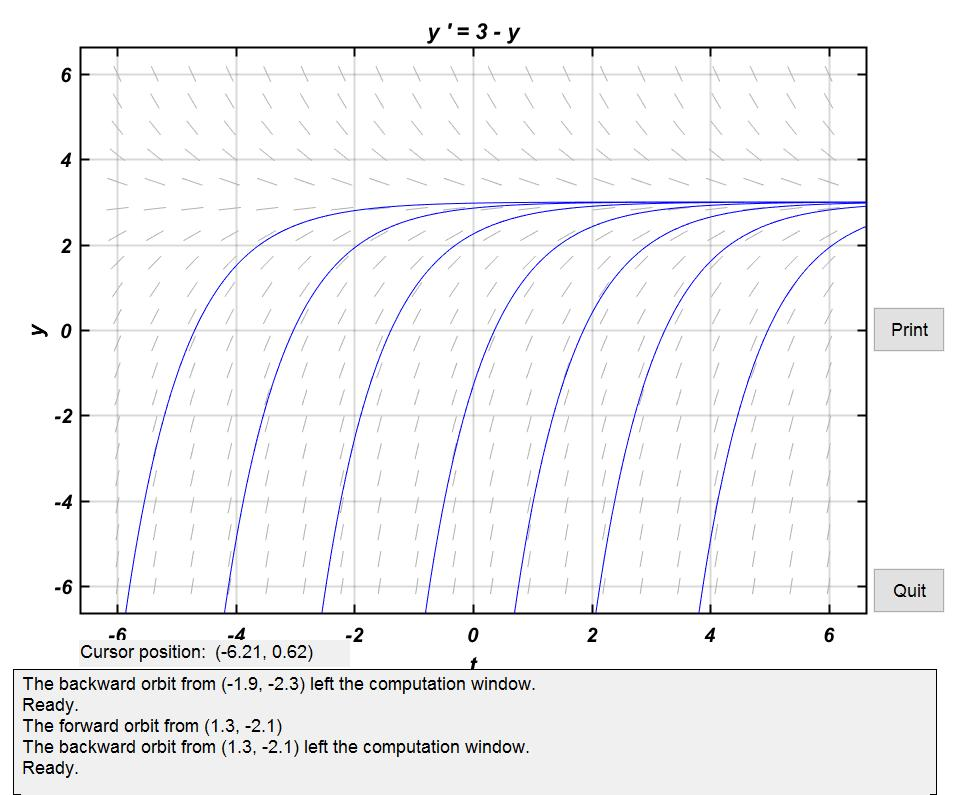 y ' = 3 - y
6
4
2
0
-2
-4
-6
y
-6 -4 -2 0 2 4 6
t
Print
Quit
Cursor position: (-6.21, 0.62)
The backward orbit from (-1.9, -2.3) left the computation window.
Ready.
The forward orbit from (1.3, -2.1)
The backward orbit from (1.3, -2.1) left the computation window.
Ready.